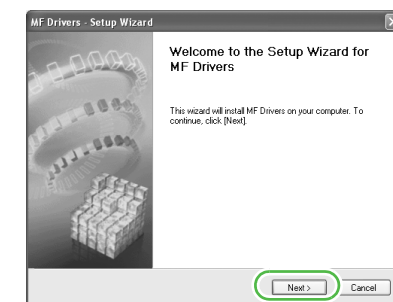 MF Drivers - Setup Wizard
Welcome to the Setup Wizard for
MF Drivers
This wizard will install MF Drivers on your computer. To
continue, click [Next].
Next >
Cancel